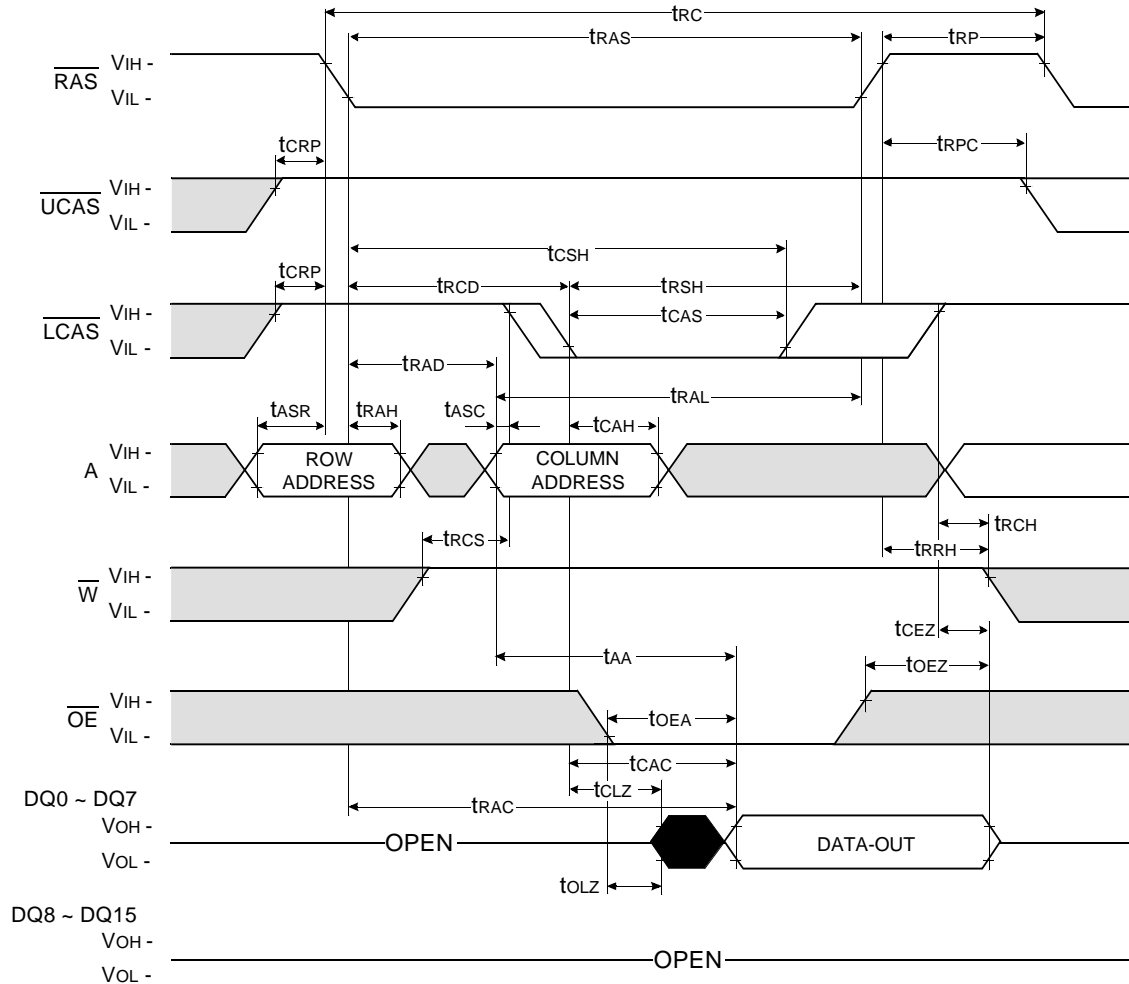 tRC
tRAS
tRP
RAS
VIH -
VIL -
tCRP
tRPC
UCAS
VIH -
VIL -
tCSH
tCRP
tRCD
tRSH
LCAS
VIH -
VIL -
tCAS
tRAD
tRAL
tASR
tRAH
tASC
tCAH
A
VIH -
VIL -
ROW
ADDRESS
COLUMN
ADDRESS
tRCS
tRCH
tRRH
W
VIH -
VIL -
tCEZ
tAA
tOEZ
OE
VIH -
VIL -
tOEA
tCAC
tCLZ
tRAC
DQ0 ~ DQ7
VOH -
VOL -
OPEN
DATA-OUT
tOLZ
DQ8 ~ DQ15
VOH -
VOL -
OPEN